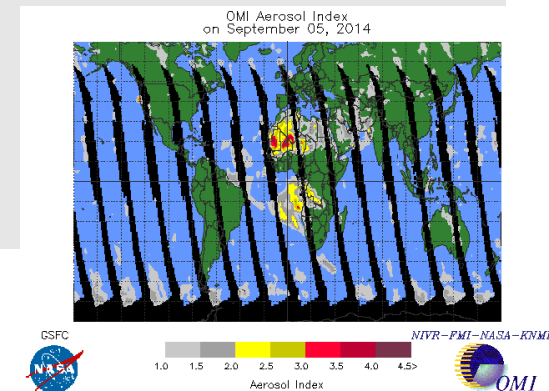 OMI Aerosol Index
on September 05, 2014
GSFC
NIVR-FMI-NASA-KNMI
NASA
1.0 1.5 2.0 2.5 3.0 3.5 4.0 4.5>
Aerosol Index
OMI